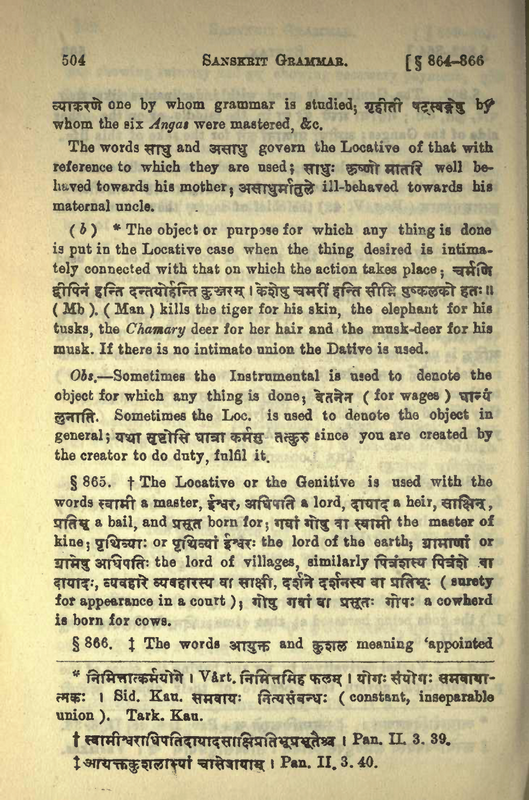 504 SANSKRIT GRAMMAR. [ § 864-866
व्याकरणे one by whom grammar is studied; गृहीती षट्स्वङ्गेषु by
whom the six Angas were mastered, &c.
The words साधु and असाधु govern the Locative of that with
reference to which they are used; साधुः कृष्णो मातरि well be-
haved towards his mother; असाधुर्मातुले ill-behaved towards his
maternal uncle.
( b ) * The object or purpose for which any thing is done
is put in the Locative case when the thing desired is intima-
tely connected with that on which the action takes place; चर्मणि
द्वीपिनं हन्ति दन्तयोर्हन्ति कुञ्जरम् । केशेषु चमरीं हन्ति सीम्नि पुष्कलको हतः ॥
( Mb ). ( Man ) kills the tiger for his skin, the elephant for his
tusks, the Chamary deer for her hair and the musk-deer for his
musk. If there is no intimato union the Dative is used.
Obs.—Sometimes the Instrumental is used to denote the
object for which any thing is done; वेतनेन ( for wages ) धान्यं
लुनाति. Sometimes the Loc. is used to denote the object in
general; यथा सृष्टोसि धात्रा कर्मसु तत्कुरु since you are created by
the creator to do duty, fulfil it.
§ 865. † The Locative or the Genitive is used with the
words स्वामी a master, ईश्वर, अधिपति a lord, दायाद a heir, साक्षिन्,
प्रतिभू a bail, and प्रसूत born for; गवां गोषु वा स्वामी the master of
kine; पृथिव्याः or पृथिव्यां ईश्वरः the lord of the earth; ग्रामाणां or
ग्रामेषु अधिपतिः the lord of villages, similarly पित्रंशस्य पित्रंशे वा
दायादः, व्यवहारे व्यवहारस्य वा साक्षी, दर्शने दर्शनस्य वा प्रतिभूः ( surety
for appearance in a court ); गोषु गवां वा प्रसूतः गोपः a cowherd
is born for cows.
§ 866. ‡ The words आयुक्त and कुशल meaning 'appointed
* निमित्तात्कर्मयोगे । Vârt. निमित्तमिह फलम् । योगः संयोगः समवाया-
त्मकः । Sid. Kau. समवायः नित्यसंबन्धः ( constant, inseparable
union ). Tark. Kau.
† स्वामीश्वराधिपतिदायादसाक्षिप्रतिभूप्रसूतैश्च । Pan. II. 3. 39.
‡ आयुक्तकुशलाभ्यां चासेवायाम् । Pan. II. 3. 40.